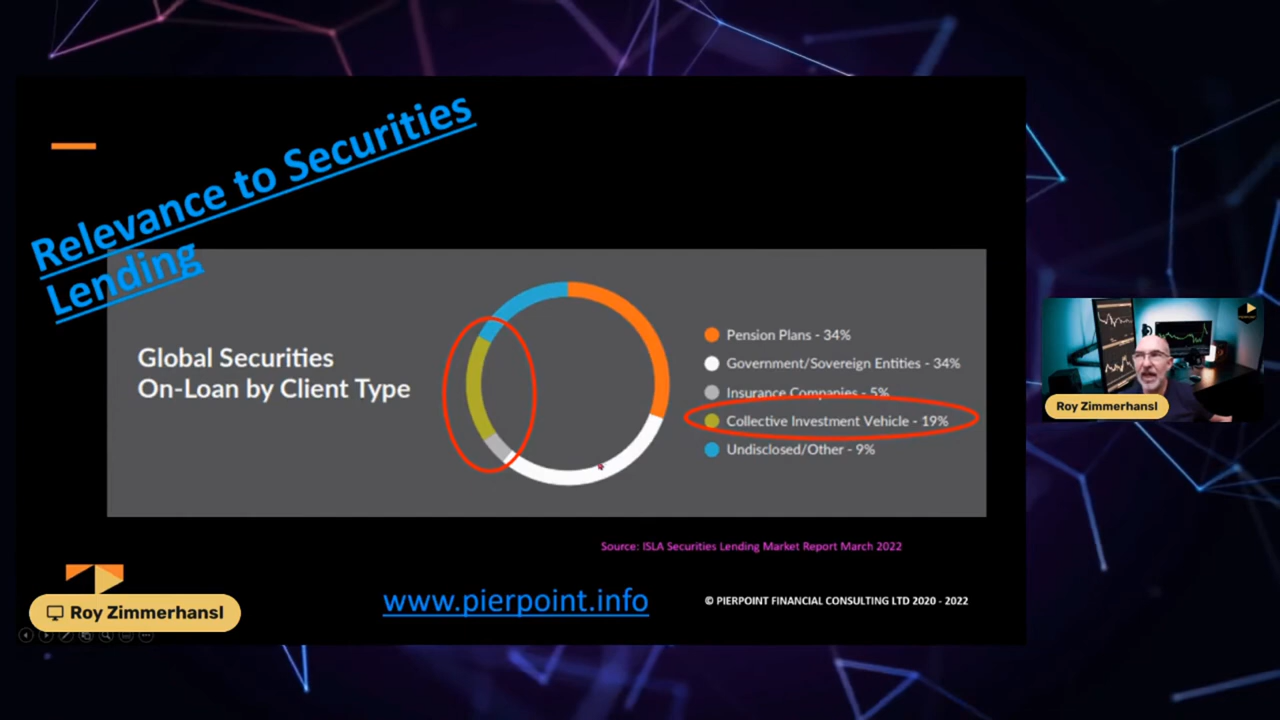 Relevance to Securities
Lending
Global Securities
On-Loan by Client Type
Pension Plans - 34%
Government/Sovereign Entities - 34%
Insurance Companies - 5%
Collective Investment Vehicle - 19%
Undisclosed/Other - 9%
Source: ISLA Securities Lending Market Report March 2022
Roy Zimmerhansl
www.pierpoint.info
© PIERPOINT FINANCIAL CONSULTING LTD 2020 - 2022
Roy Zimmerhansl